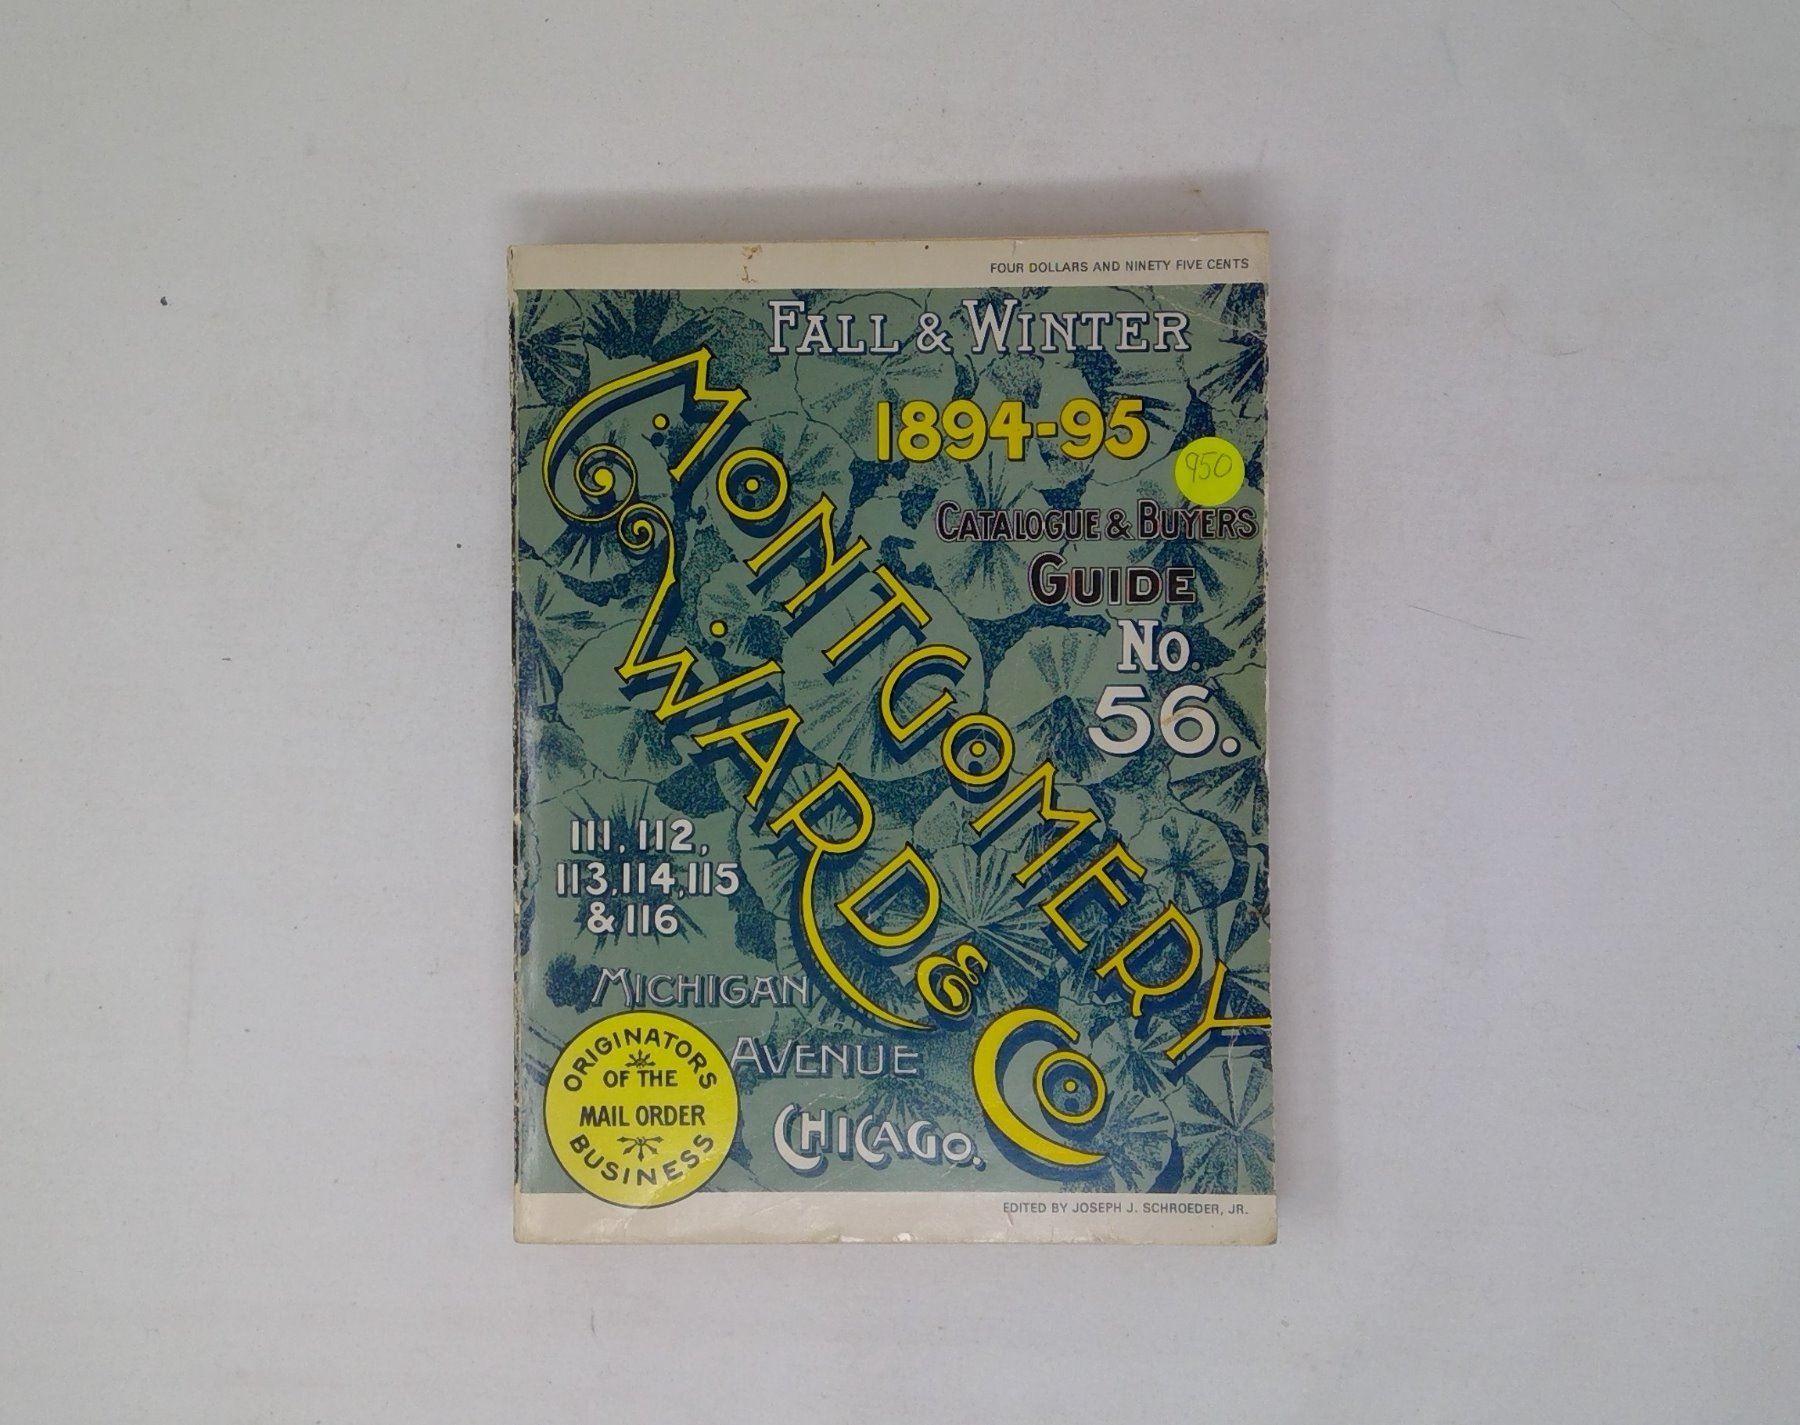 FOUR DOLLARS AND NINETY FIVE CENTS
FALL & WINTER
1894-95
950
CATALOGUE & BUYERS
GUIDE
No.
56.
MONTGOMERY
WARD & CO
111, 112,
113, 114, 115
& 116
MICHIGAN
AVENUE
CHICAGO.
ORIGINATORS
OF THE
MAIL ORDER
BUSINESS
EDITED BY JOSEPH J. SCHROEDER, JR.